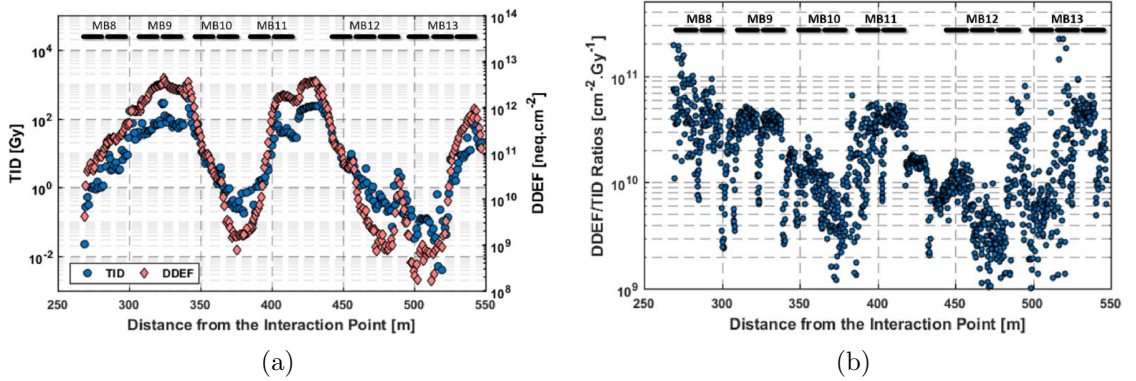 MB8 MB9 MB10 MB11 MB12 MB13
10^4
10^2
10^0
10^-2
TID [Gy]
10^14
10^13
10^12
10^11
10^10
10^9
10^8
DDEF [neq.cm^-2]
TID DDEF
250 300 350 400 450 500 550
Distance from the Interaction Point [m]
(a)
MB8 MB9 MB10 MB11 MB12 MB13
10^11
10^10
10^9
DDEF/TID Ratios [cm^-2.Gy^-1]
250 300 350 400 450 500 550
Distance from the Interaction Point [m]
(b)